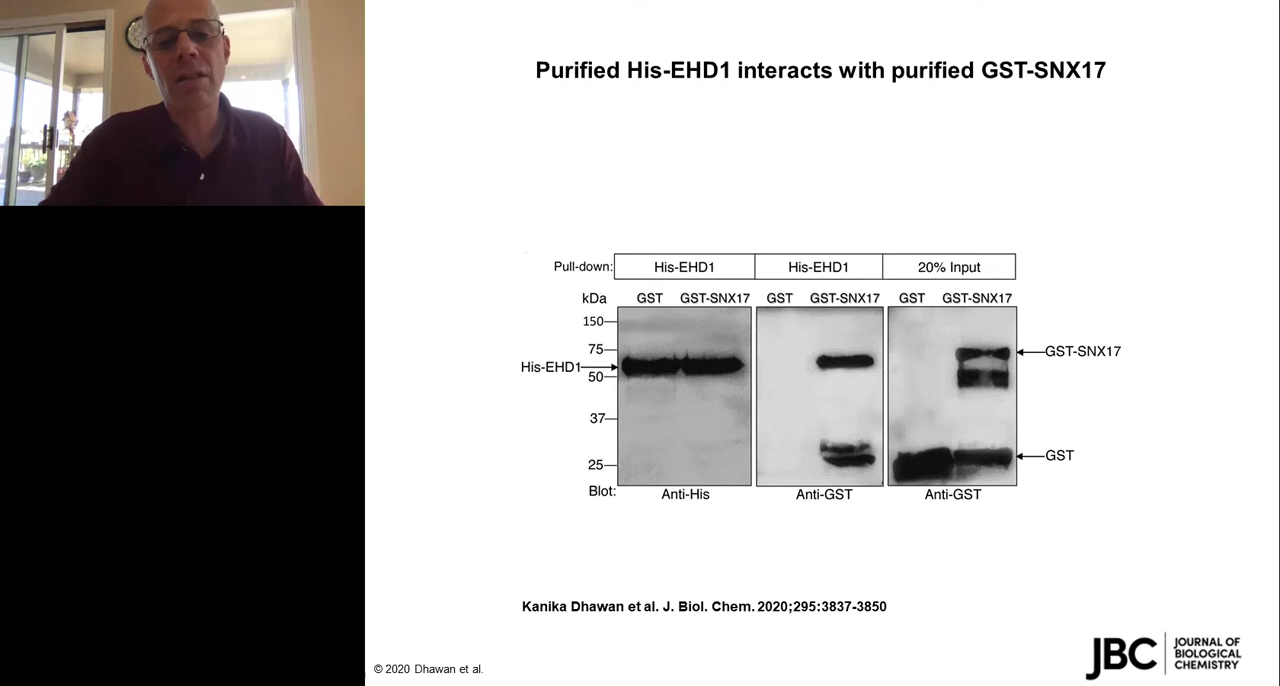 Purified His-EHD1 interacts with purified GST-SNX17
Pull-down: His-EHD1 His-EHD1 20% Input
kDa GST GST-SNX17 GST GST-SNX17 GST GST-SNX17
150
75
GST-SNX17
His-EHD1
50
37
GST
25
Blot: Anti-His Anti-GST Anti-GST
Kanika Dhawan et al. J. Biol. Chem. 2020;295:3837-3850
© 2020 Dhawan et al.
JBC
JOURNAL OF
BIOLOGICAL
CHEMISTRY